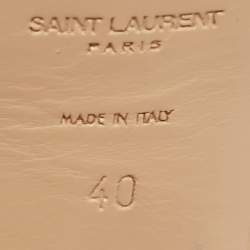 SAINT LAURENT
PARIS
MADE IN ITALY
40